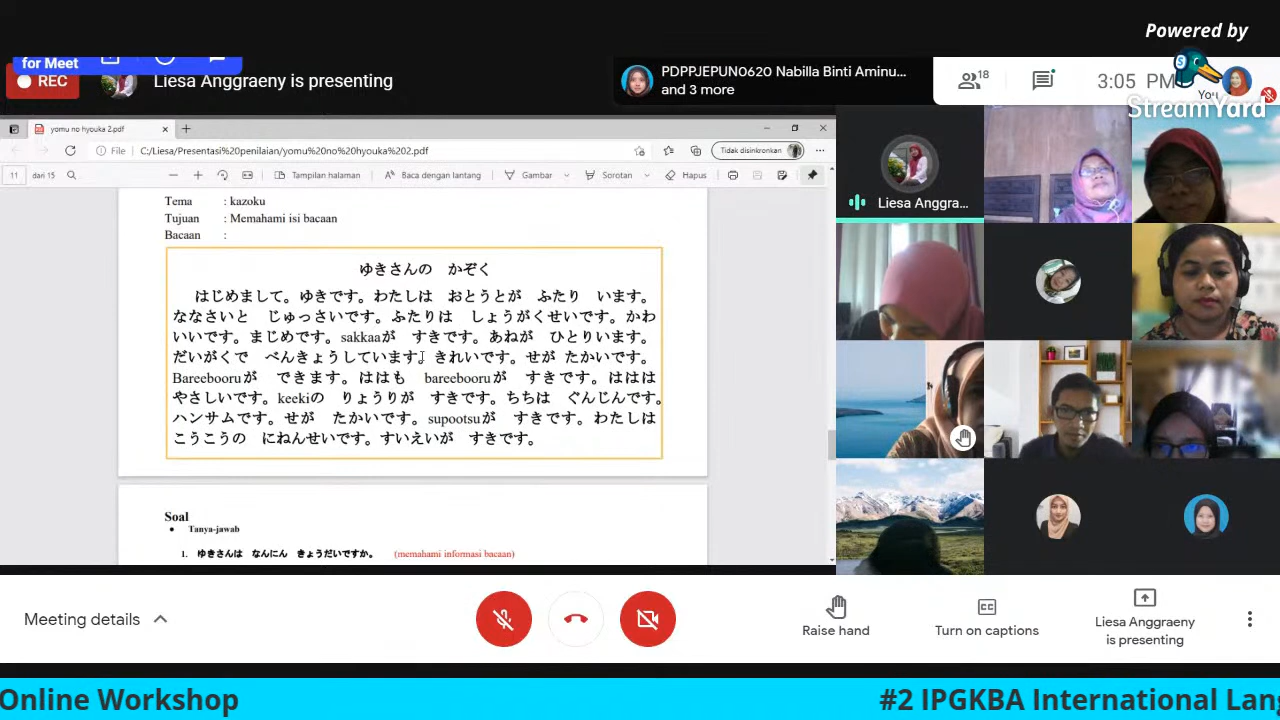 Powered by
for Meet
REC
Liesa Anggraeny is presenting
PDPPJEPUN0620 Nabilla Binti Aminu...
and 3 more
18
3:05 PM
You
StreamYard
yomu no hyouka 2.pdf
File
C:/Liesa/Presentasi%20penilaian/yomu%20no%20hyouka%202.pdf
Tidak disinkronkan
11 dari 15
Tampilan halaman
Baca dengan lantang
Gambar
Sorotan
Hapus
Tema : kazoku
Tujuan : Memahami isi bacaan
Bacaan :
ゆきさんの　かぞく
はじめまして。ゆきです。わたしは　おとうとが　ふたり　います。
ななさいと　じゅっさいです。ふたりは　しょうがくせいです。かわ
いいです。まじめです。sakkaaが　すきです。あねが　ひとりいます。
だいがくで　べんきょうしています。きれいです。せが たかいです。
Bareebooruが　できます。ははも　bareebooruが　すきです。ははは
やさしいです。keekiの　りょうりが　すきです。ちちは　ぐんじんです。
ハンサムです。せが　たかいです。supootsuが　すきです。わたしは
こうこうの　にねんせいです。すいえいが　すきです。
Soal
• Tanya-jawab
1. ゆきさんは　なんにん　きょうだいですか。 (memahami informasi bacaan)
Liesa Anggra...
Meeting details
Raise hand
Turn on captions
Liesa Anggraeny
is presenting
Online Workshop
#2 IPGKBA International Lang